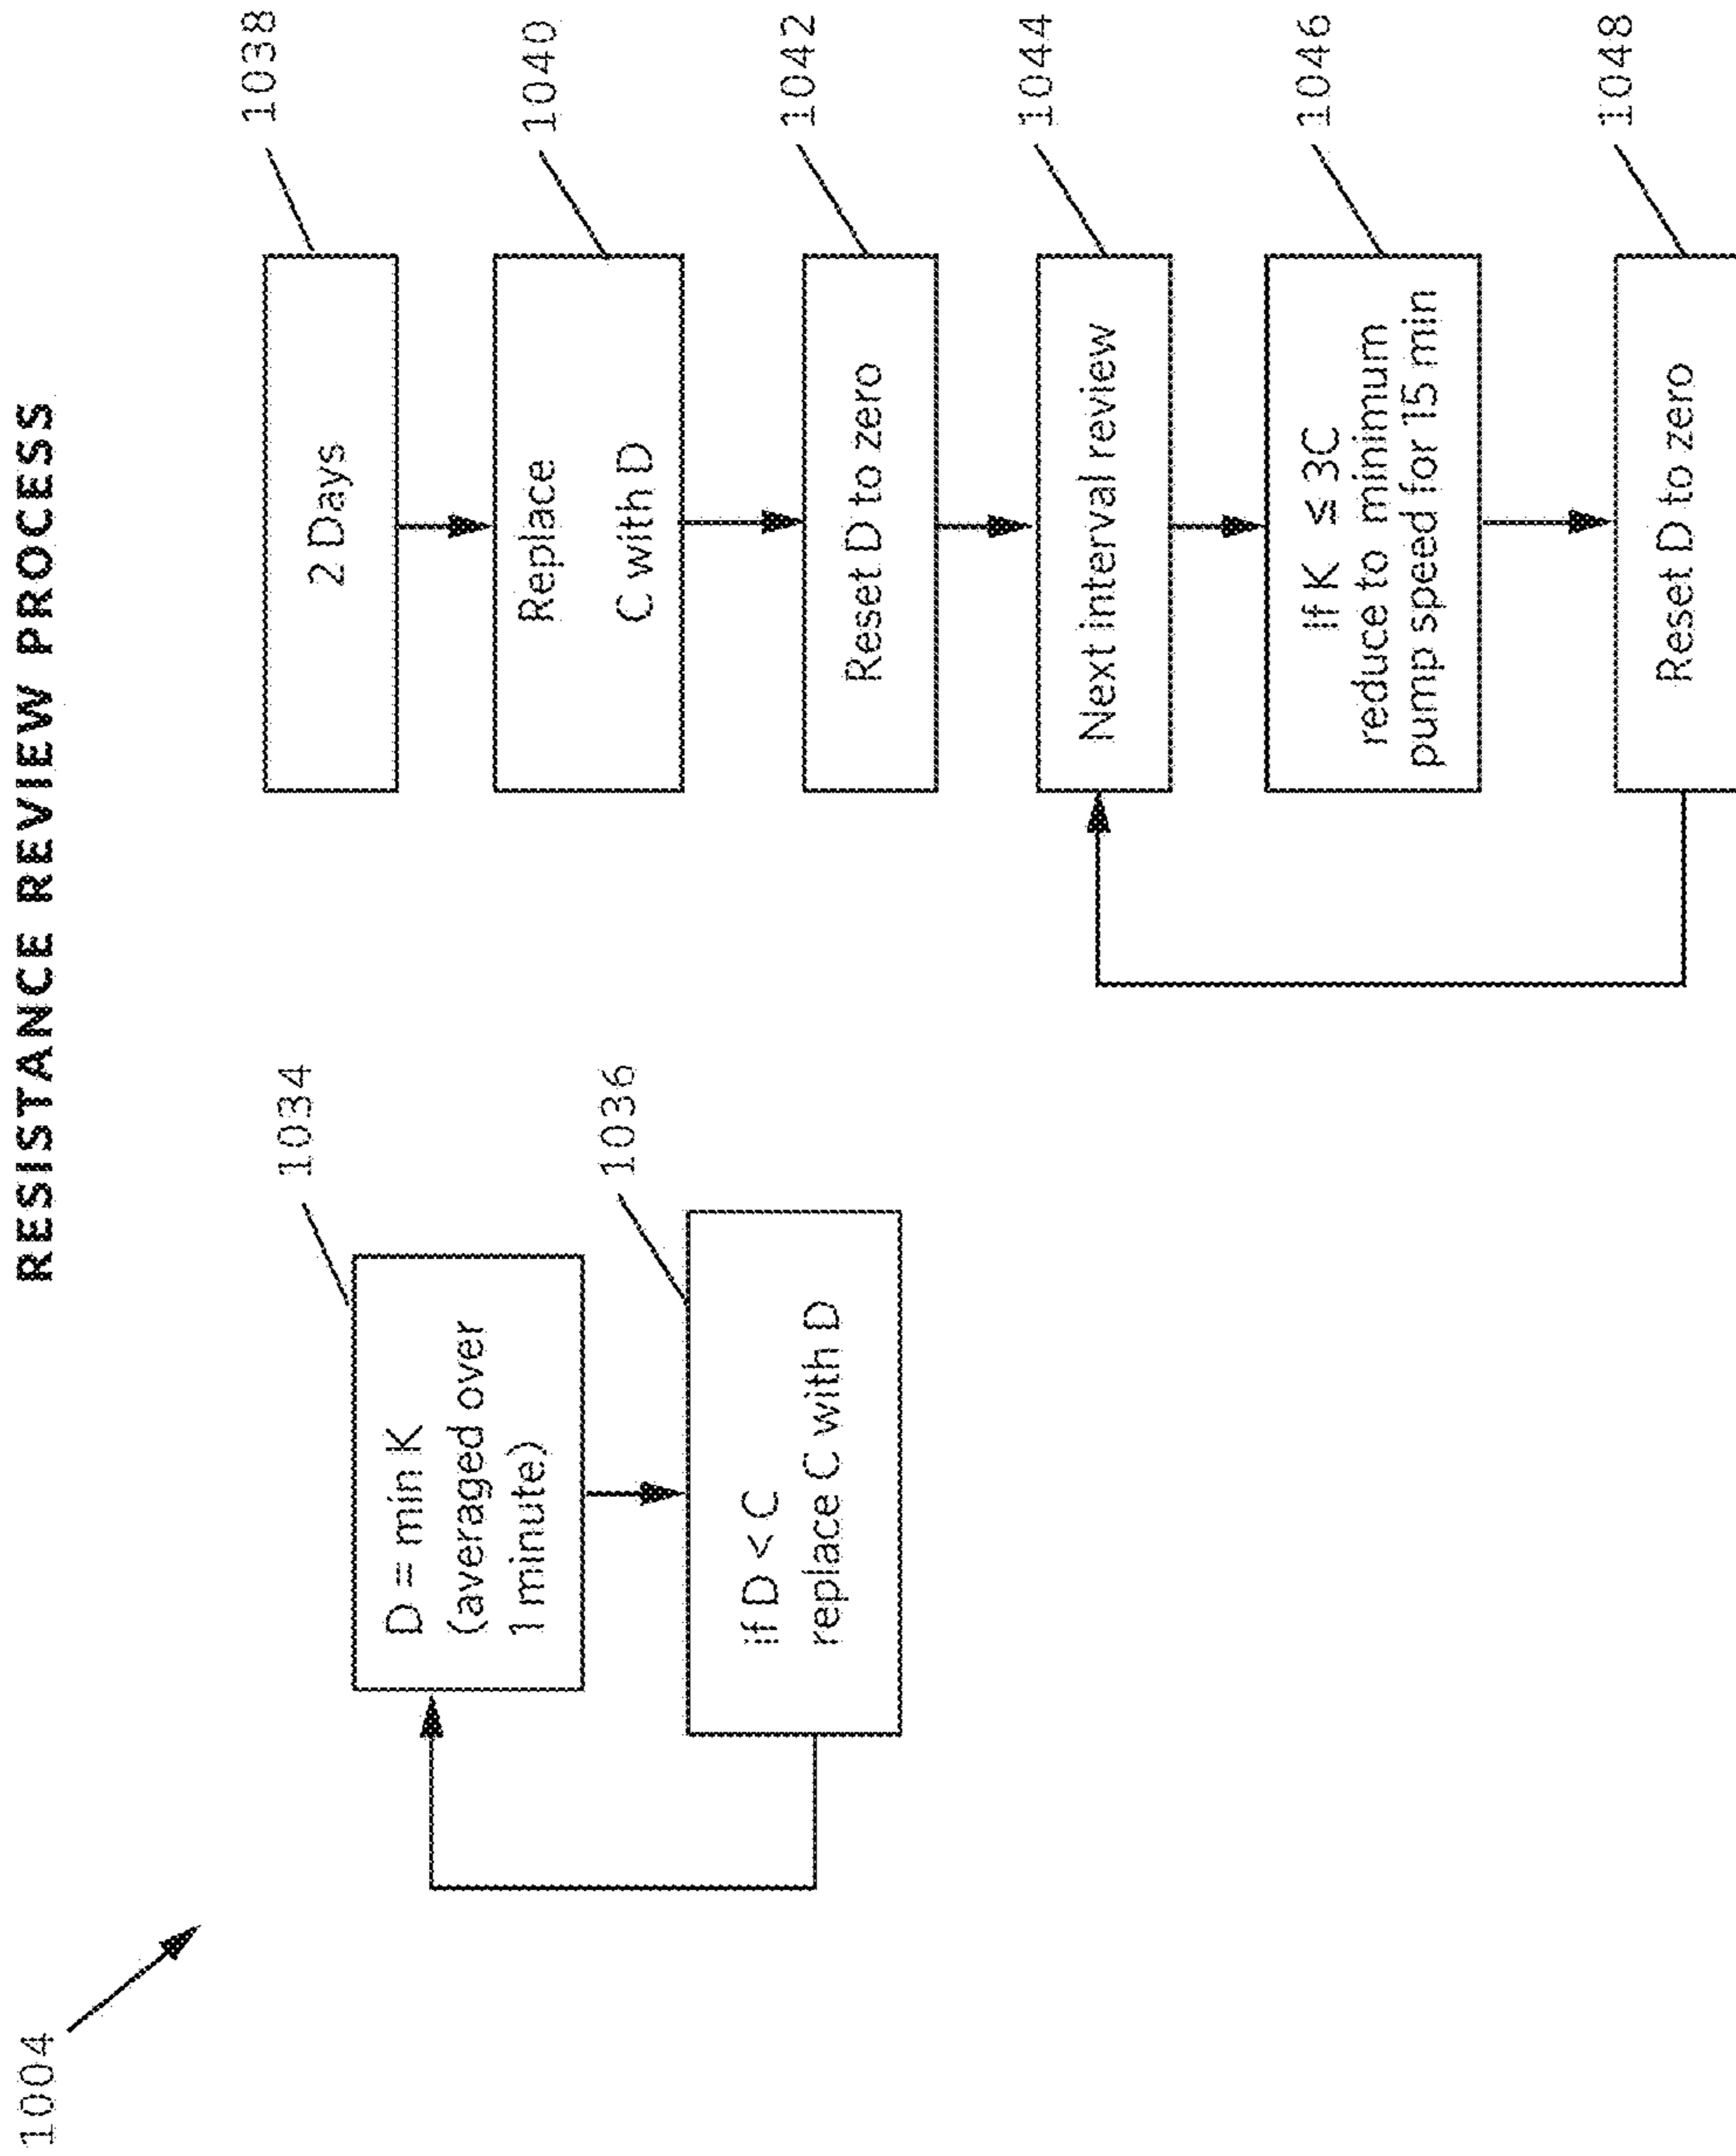 RESISTANCE REVIEW PROCESS
1004
1034
D = min K
(averaged over
1 minute)
1036
if D < C
replace C with D
1038
2 Days
1040
Replace
C with D
1042
Reset D to zero
1044
Next interval review
1046
If K ≤ 3C
reduce to minimum
pump speed for 15 min
1048
Reset D to zero